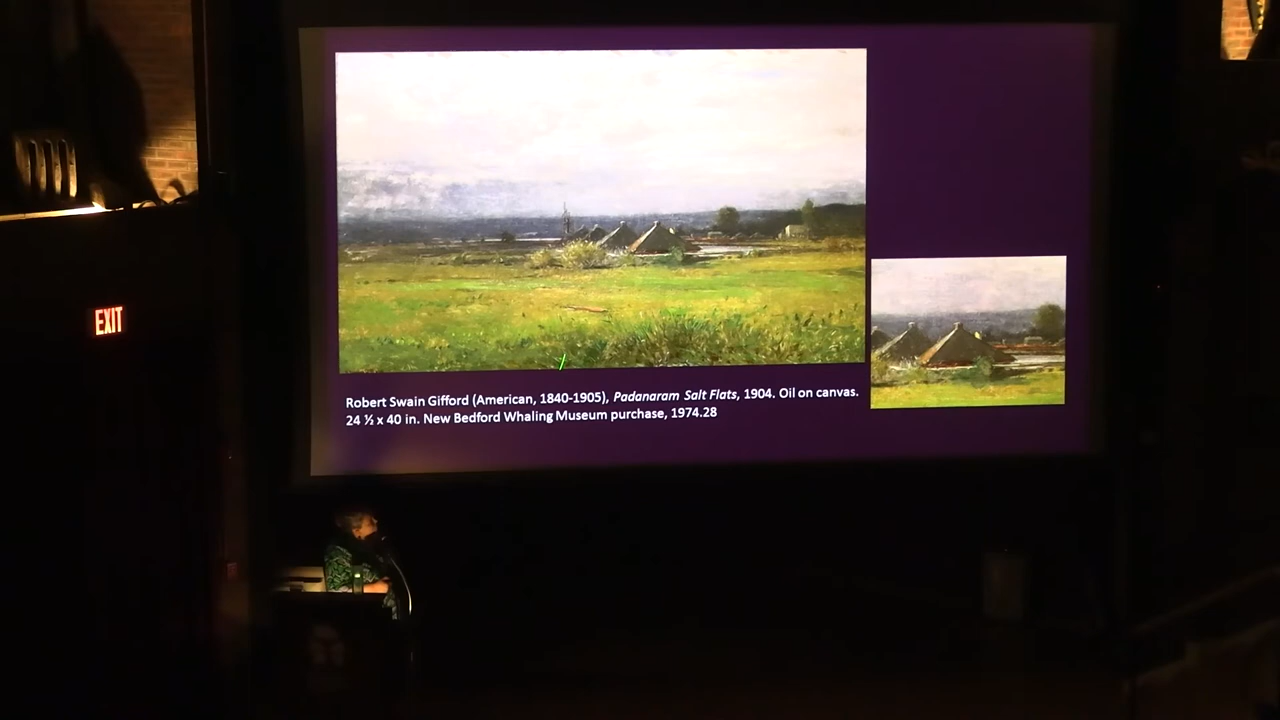 EXIT
Robert Swain Gifford (American, 1840-1905), Padanaram Salt Flats, 1904. Oil on canvas.
24 ½ x 40 in. New Bedford Whaling Museum purchase, 1974.28